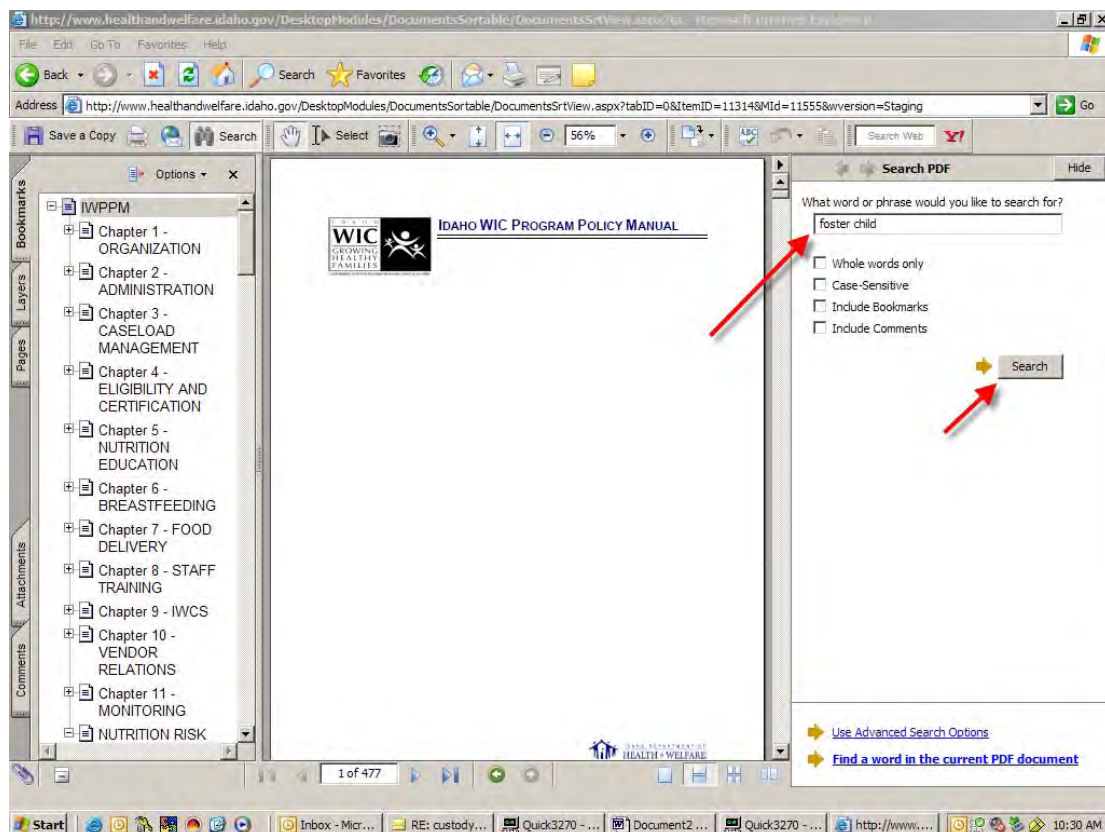 http://www.healthandwelfare.idaho.gov/DesktopModules/DocumentsSortable/DocumentsSrtView.aspx?ta... - Microsoft Internet Explorer
File Edit Go To Favorites Help
Back Search Favorites
Address http://www.healthandwelfare.idaho.gov/DesktopModules/DocumentsSortable/DocumentsSrtView.aspx?tabID=0&ItemID=11314&MId=11555&wversion=Staging Go
Save a Copy Search Select 56% Search Web Y!
Options x
Search PDF Hide
Bookmarks
Layers
Pages
Attachments
Comments
IWPPM
Chapter 1 -
ORGANIZATION
Chapter 2 -
ADMINISTRATION
Chapter 3 -
CASELOAD
MANAGEMENT
Chapter 4 -
ELIGIBILITY AND
CERTIFICATION
Chapter 5 -
NUTRITION
EDUCATION
Chapter 6 -
BREASTFEEDING
Chapter 7 - FOOD
DELIVERY
Chapter 8 - STAFF
TRAINING
Chapter 9 - IWCS
Chapter 10 -
VENDOR
RELATIONS
Chapter 11 -
MONITORING
NUTRITION RISK
IDAHO
WIC
GROWING
HEALTHY
FAMILIES
IDAHO WIC PROGRAM POLICY MANUAL
IDAHO DEPARTMENT OF
HEALTH & WELFARE
What word or phrase would you like to search for?
foster child
Whole words only
Case-Sensitive
Include Bookmarks
Include Comments
Search
Use Advanced Search Options
Find a word in the current PDF document
1 of 477
Start Inbox - Micr... RE: custody... Quick3270 - ... Document2 ... Quick3270 - ... http://www.... 10:30 AM